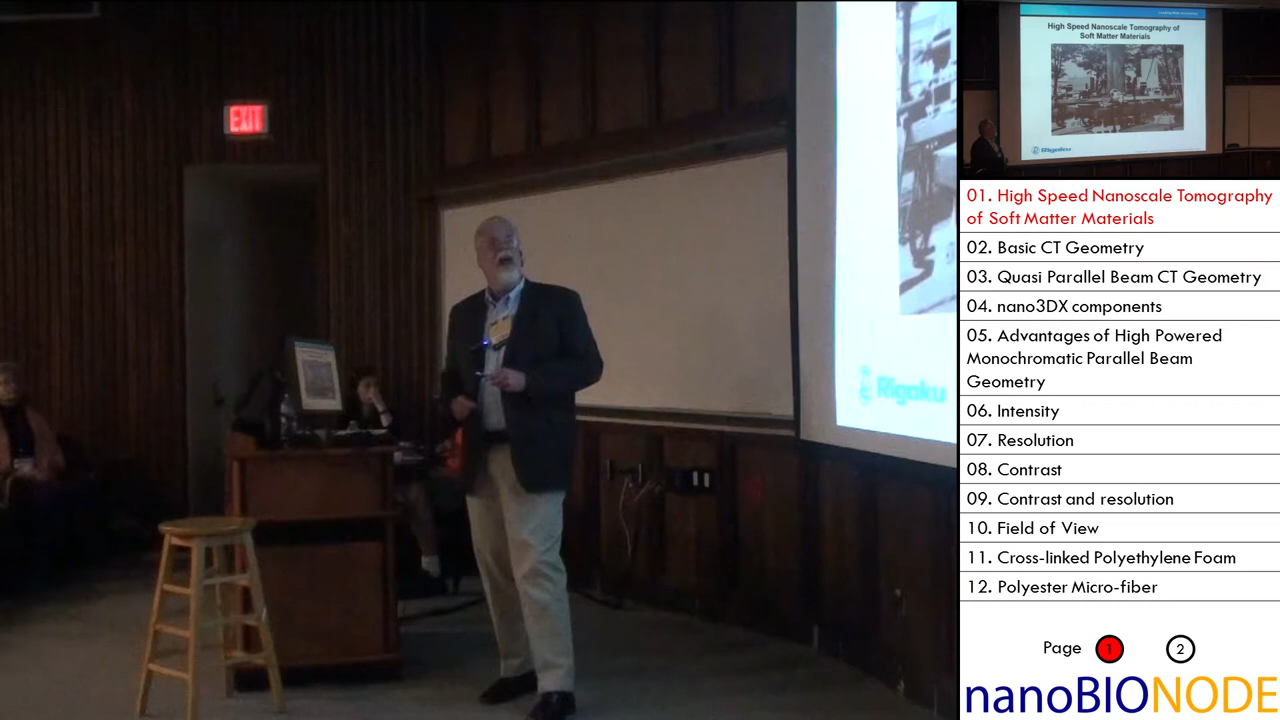 EXIT
Rigaku
High Speed Nanoscale Tomography of
Soft Matter Materials
Rigaku
01. High Speed Nanoscale Tomography
of Soft Matter Materials
02. Basic CT Geometry
03. Quasi Parallel Beam CT Geometry
04. nano3DX components
05. Advantages of High Powered
Monochromatic Parallel Beam
Geometry
06. Intensity
07. Resolution
08. Contrast
09. Contrast and resolution
10. Field of View
11. Cross-linked Polyethylene Foam
12. Polyester Micro-fiber
Page 1 2
nanoBIONODE